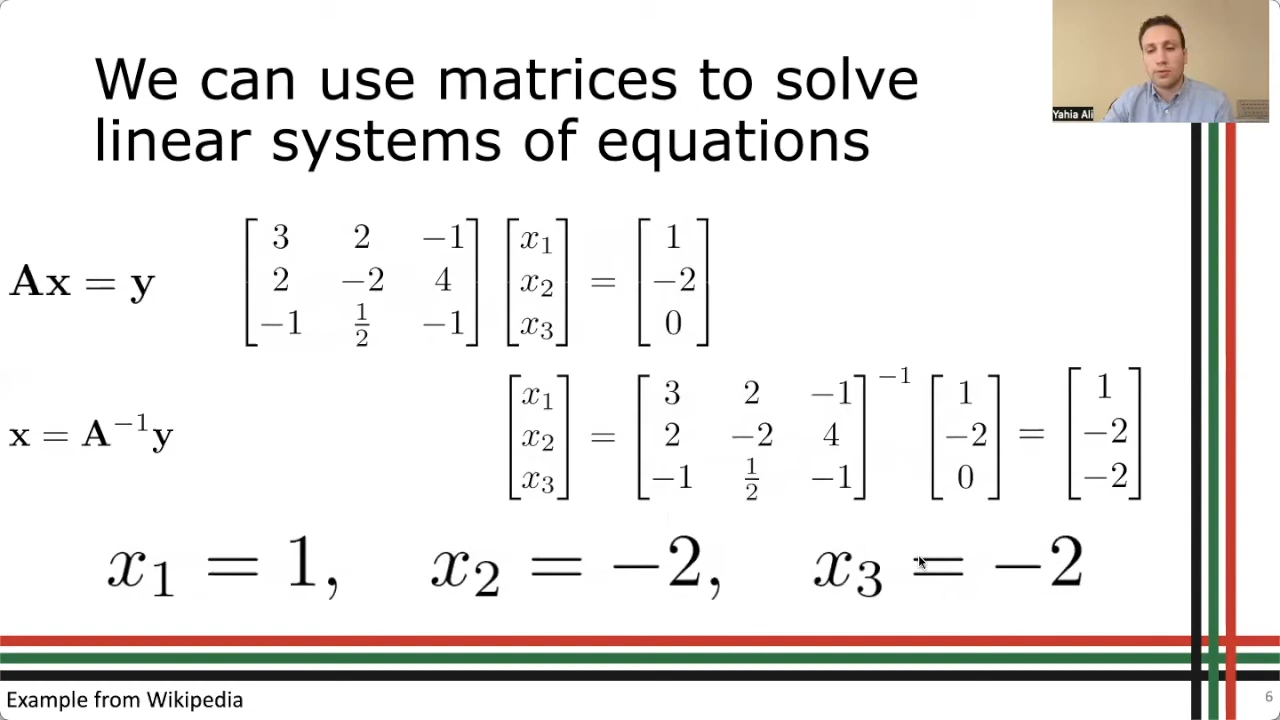 We can use matrices to solve
linear systems of equations
Yahia Ali
Ax = y
3 2 −1 x₁ 1
2 −2 4 x₂ = −2
−1 1/2 −1 x₃ 0
x = A⁻¹y
x₁ 3 2 −1 ⁻¹ 1 1
x₂ = 2 −2 4 −2 = −2
x₃ −1 1/2 −1 0 −2
x₁ = 1, x₂ = −2, x₃ = −2
Example from Wikipedia
6